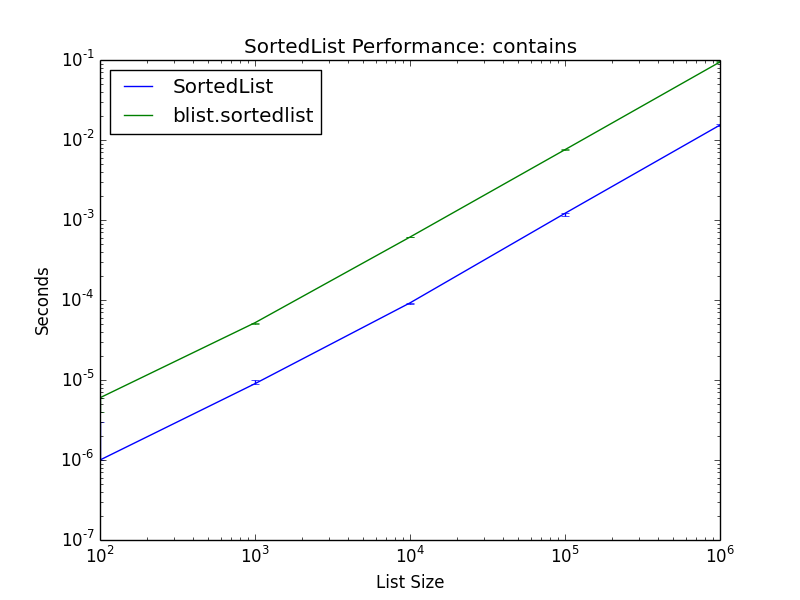 SortedList Performance: contains
SortedList
blist.sortedlist
10^-1
10^-2
10^-3
10^-4
10^-5
10^-6
10^-7
Seconds
10^2 10^3 10^4 10^5 10^6
List Size